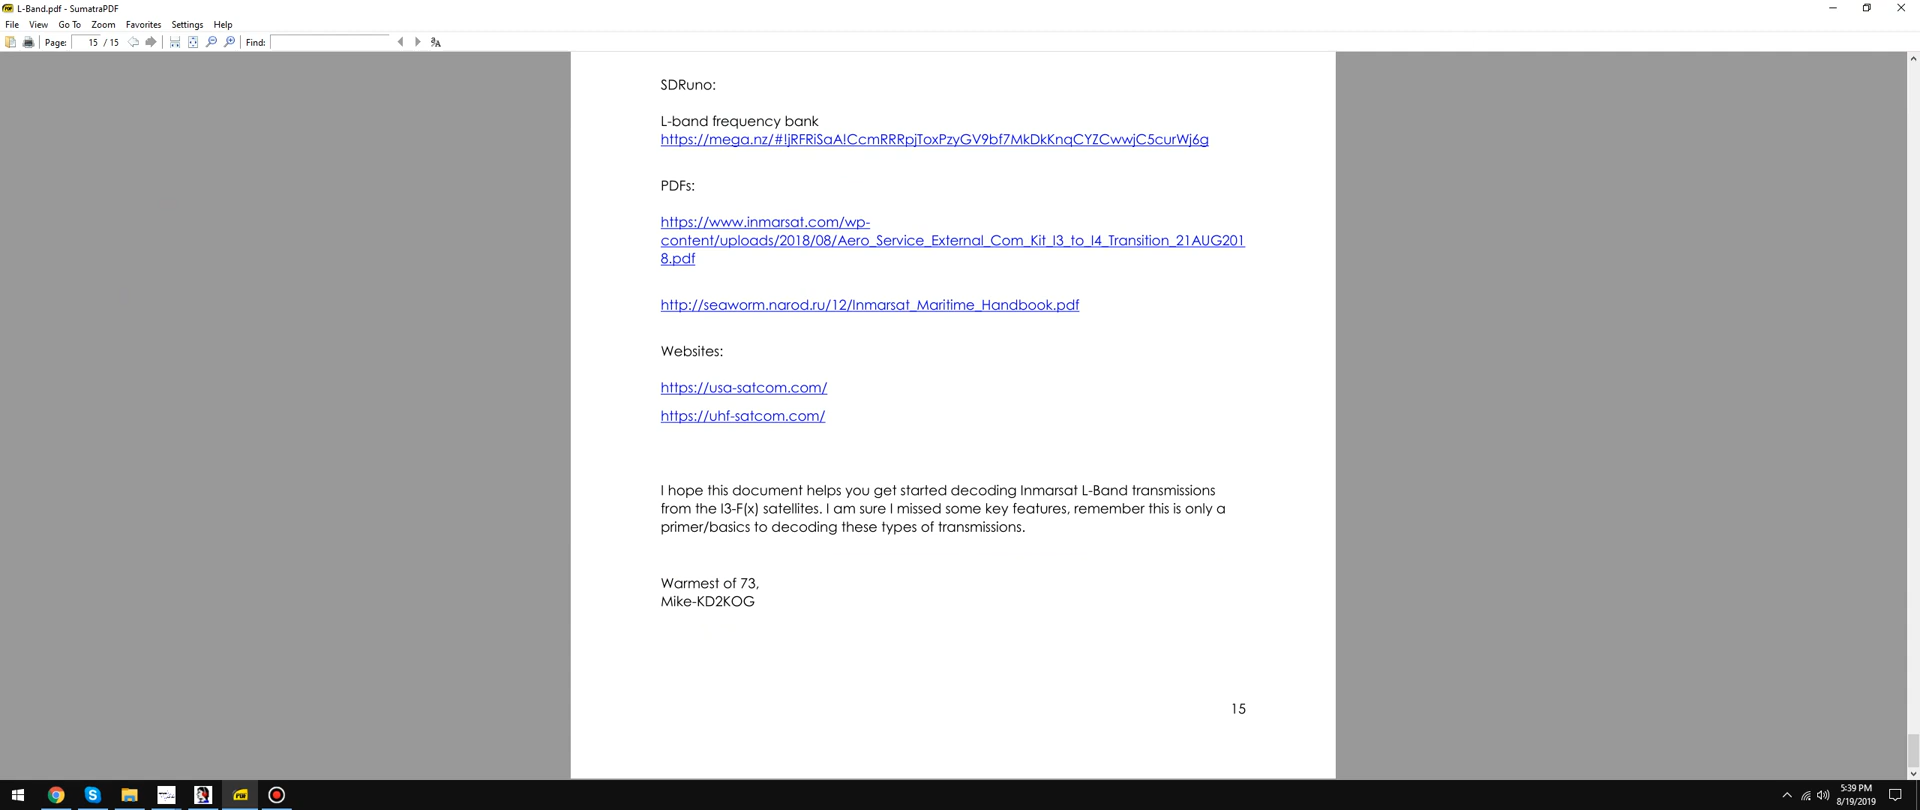 L-Band.pdf - SumatraPDF
File View Go To Zoom Favorites Settings Help
Page: 15 / 15 Find:
SDRuno:
L-band frequency bank
https://mega.nz/#!jRFRiSaA!CcmRRRpjToxPzyGV9bf7MkDkKnqCYZCwwjC5curWj6g
PDFs:
https://www.inmarsat.com/wp-
content/uploads/2018/08/Aero_Service_External_Com_Kit_I3_to_I4_Transition_21AUG201
8.pdf
http://seaworm.narod.ru/12/Inmarsat_Maritime_Handbook.pdf
Websites:
https://usa-satcom.com/
https://uhf-satcom.com/
I hope this document helps you get started decoding Inmarsat L-Band transmissions
from the I3-F(x) satellites. I am sure I missed some key features, remember this is only a
primer/basics to decoding these types of transmissions.
Warmest of 73,
Mike-KD2KOG
15
5:39 PM
8/19/2019